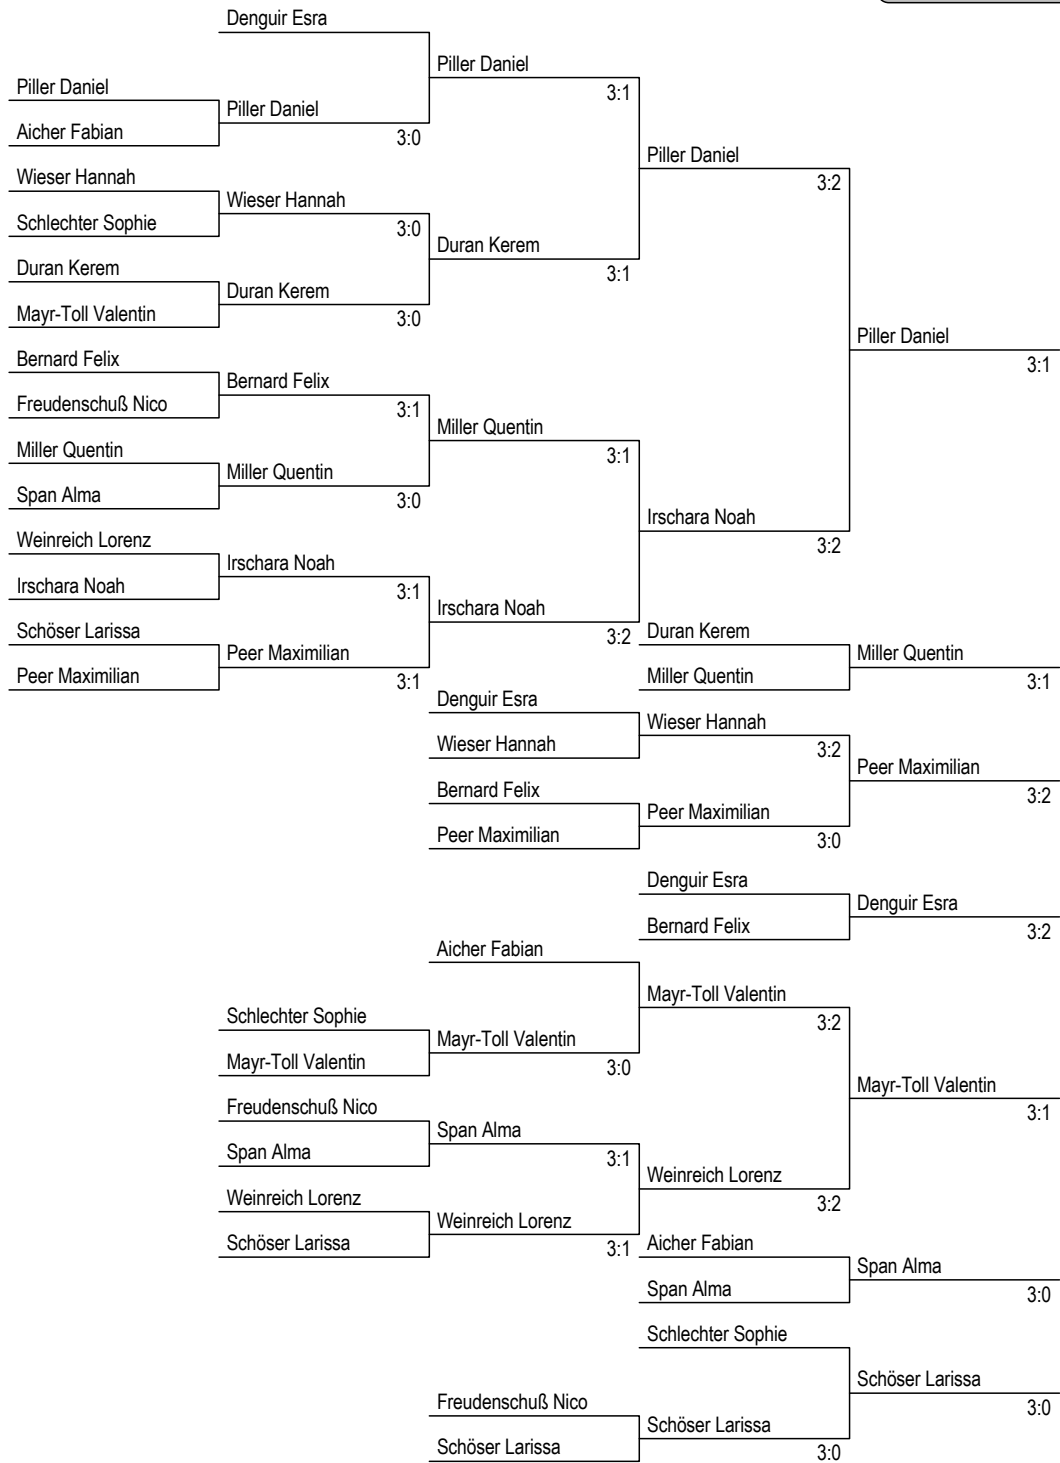 Denguir Esra
Piller Daniel
3:1
Piller Daniel
Piller Daniel
3:0
Aicher Fabian
Piller Daniel
3:2
Wieser Hannah
Wieser Hannah
3:0
Schlechter Sophie
Duran Kerem
3:1
Duran Kerem
Duran Kerem
3:0
Mayr-Toll Valentin
Piller Daniel
3:1
Bernard Felix
Bernard Felix
3:1
Freudenschuß Nico
Miller Quentin
3:1
Miller Quentin
Miller Quentin
3:0
Span Alma
Irschara Noah
3:2
Weinreich Lorenz
Irschara Noah
3:1
Irschara Noah
Irschara Noah
3:2
Schöser Larissa
Peer Maximilian
3:1
Peer Maximilian
Duran Kerem
Miller Quentin
3:1
Miller Quentin
Denguir Esra
Wieser Hannah
3:2
Wieser Hannah
Peer Maximilian
3:2
Bernard Felix
Peer Maximilian
3:0
Peer Maximilian
Denguir Esra
Denguir Esra
3:2
Bernard Felix
Aicher Fabian
Mayr-Toll Valentin
3:2
Schlechter Sophie
Mayr-Toll Valentin
3:0
Mayr-Toll Valentin
Mayr-Toll Valentin
3:1
Freudenschuß Nico
Span Alma
3:1
Span Alma
Weinreich Lorenz
3:2
Weinreich Lorenz
Weinreich Lorenz
3:1
Schöser Larissa
Aicher Fabian
Span Alma
3:0
Span Alma
Schlechter Sophie
Schöser Larissa
3:0
Freudenschuß Nico
Schöser Larissa
3:0
Schöser Larissa